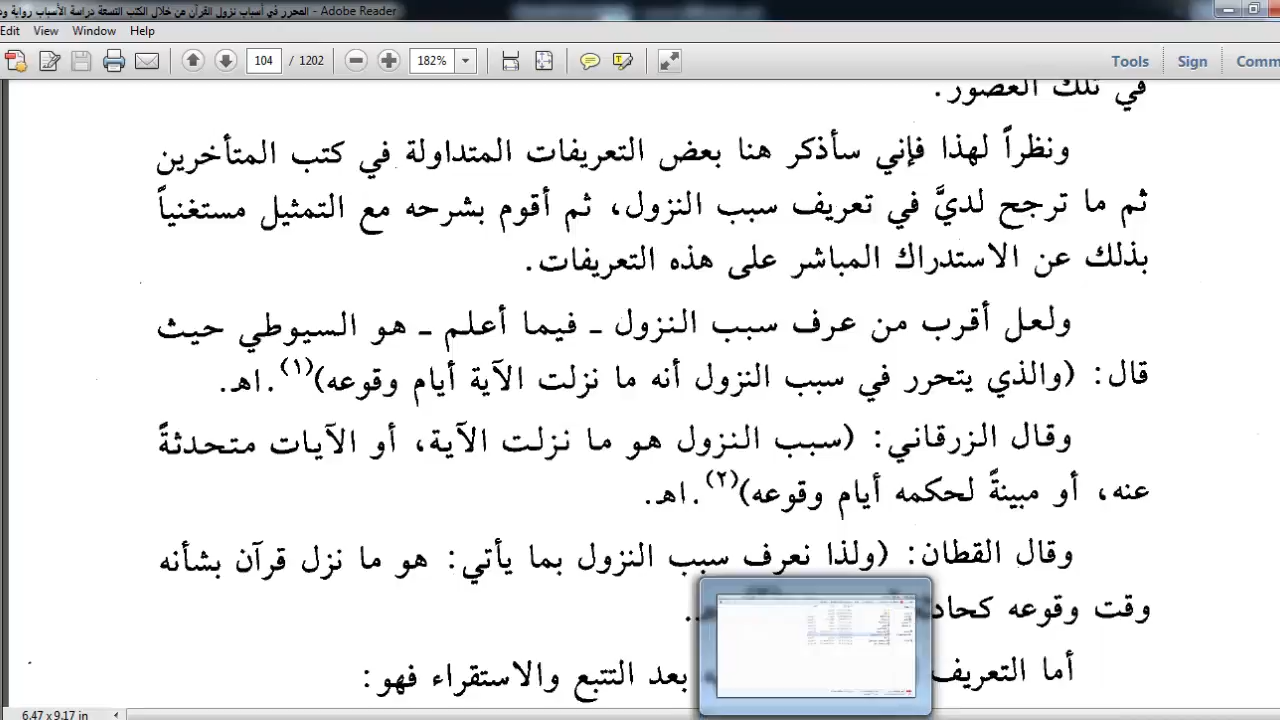 المحرر في أسباب نزول القرآن من خلال الكتب التسعة دراسة الأسباب رواية - Adobe Reader
Edit View Window Help
104 / 1202 182% Tools Sign Comm
في تلك العصور.
ونظراً لهذا فإني سأذكر هنا بعض التعريفات المتداولة في كتب المتأخرين
ثم ما ترجح لديَّ في تعريف سبب النزول، ثم أقوم بشرحه مع التمثيل مستغنياً
بذلك عن الاستدراك المباشر على هذه التعريفات.
ولعل أقرب من عرف سبب النزول ـ فيما أعلم ـ هو السيوطي حيث
قال: (والذي يتحرر في سبب النزول أنه ما نزلت الآية أيام وقوعه)(١). اهـ.
وقال الزرقاني: (سبب النزول هو ما نزلت الآية، أو الآيات متحدثةً
عنه، أو مبينةً لحكمه أيام وقوعه)(٢). اهـ.
وقال القطان: (ولذا نعرف سبب النزول بما يأتي: هو ما نزل قرآن بشأنه
وقت وقوعه كحاد
أما التعريف بعد التتبع والاستقراء فهو:
6.47 x 9.17 in